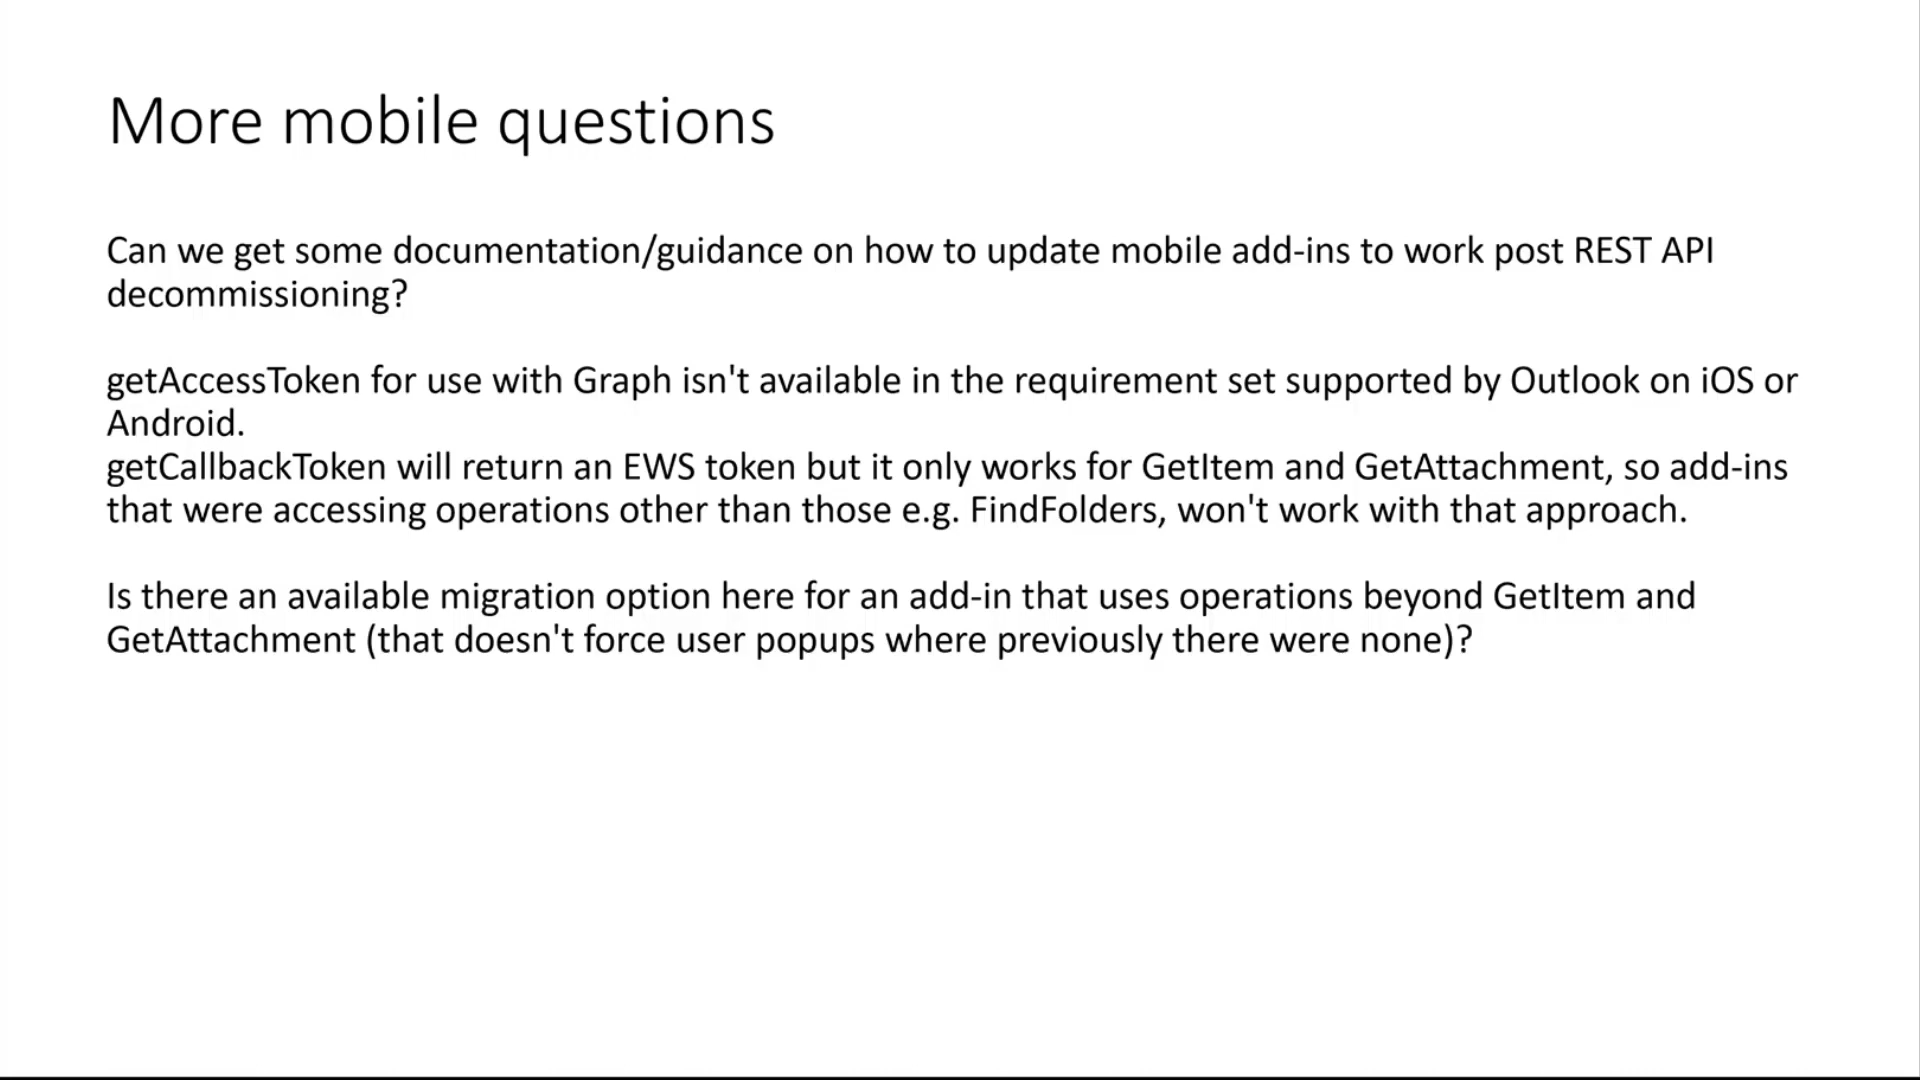 More mobile questions
Can we get some documentation/guidance on how to update mobile add-ins to work post REST API
decommissioning?
getAccessToken for use with Graph isn't available in the requirement set supported by Outlook on iOS or
Android.
getCallbackToken will return an EWS token but it only works for GetItem and GetAttachment, so add-ins
that were accessing operations other than those e.g. FindFolders, won't work with that approach.
Is there an available migration option here for an add-in that uses operations beyond GetItem and
GetAttachment (that doesn't force user popups where previously there were none)?